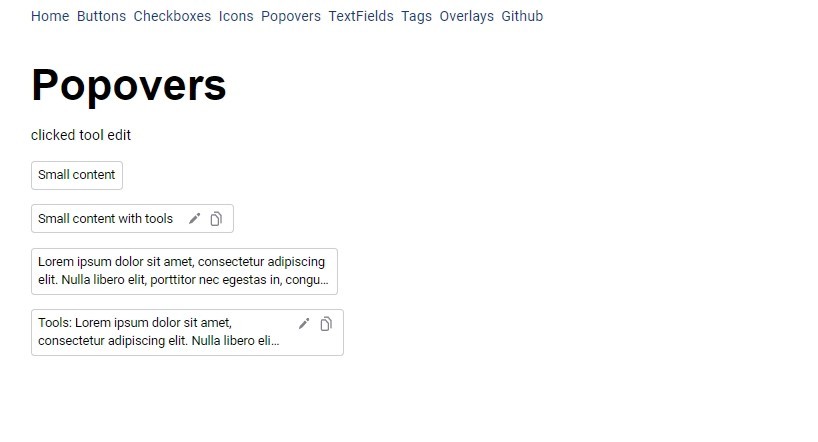 Home Buttons Checkboxes Icons Popovers TextFields Tags Overlays Github
Popovers
clicked tool edit
Small content
Small content with tools
Lorem ipsum dolor sit amet, consectetur adipiscing
elit. Nulla libero elit, porttitor nec egestas in, congu...
Tools: Lorem ipsum dolor sit amet,
consectetur adipiscing elit. Nulla libero eli...